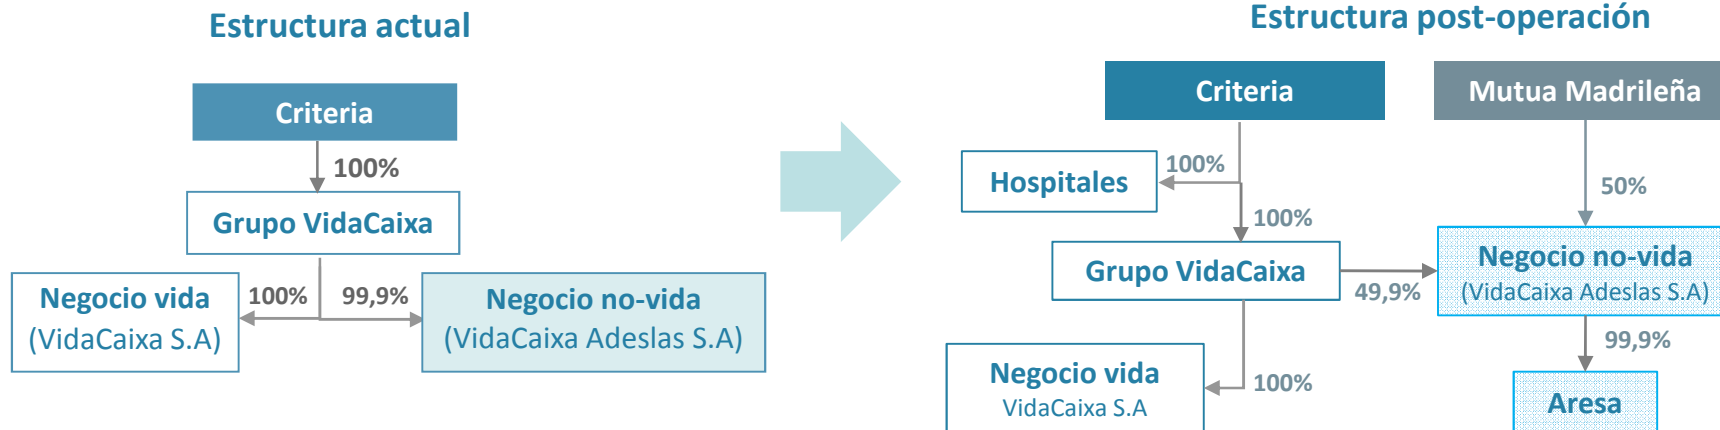 Estructura actual
Criteria
100%
Grupo VidaCaixa
Negocio vida
(VidaCaixa S.A)
100%
99,9%
Negocio no-vida
(VidaCaixa Adeslas S.A)
Estructura post-operación
Criteria
Mutua Madrileña
Hospitales
100%
50%
100%
Grupo VidaCaixa
49,9%
Negocio no-vida
(VidaCaixa Adeslas S.A)
99,9%
Negocio vida
VidaCaixa S.A
100%
Aresa